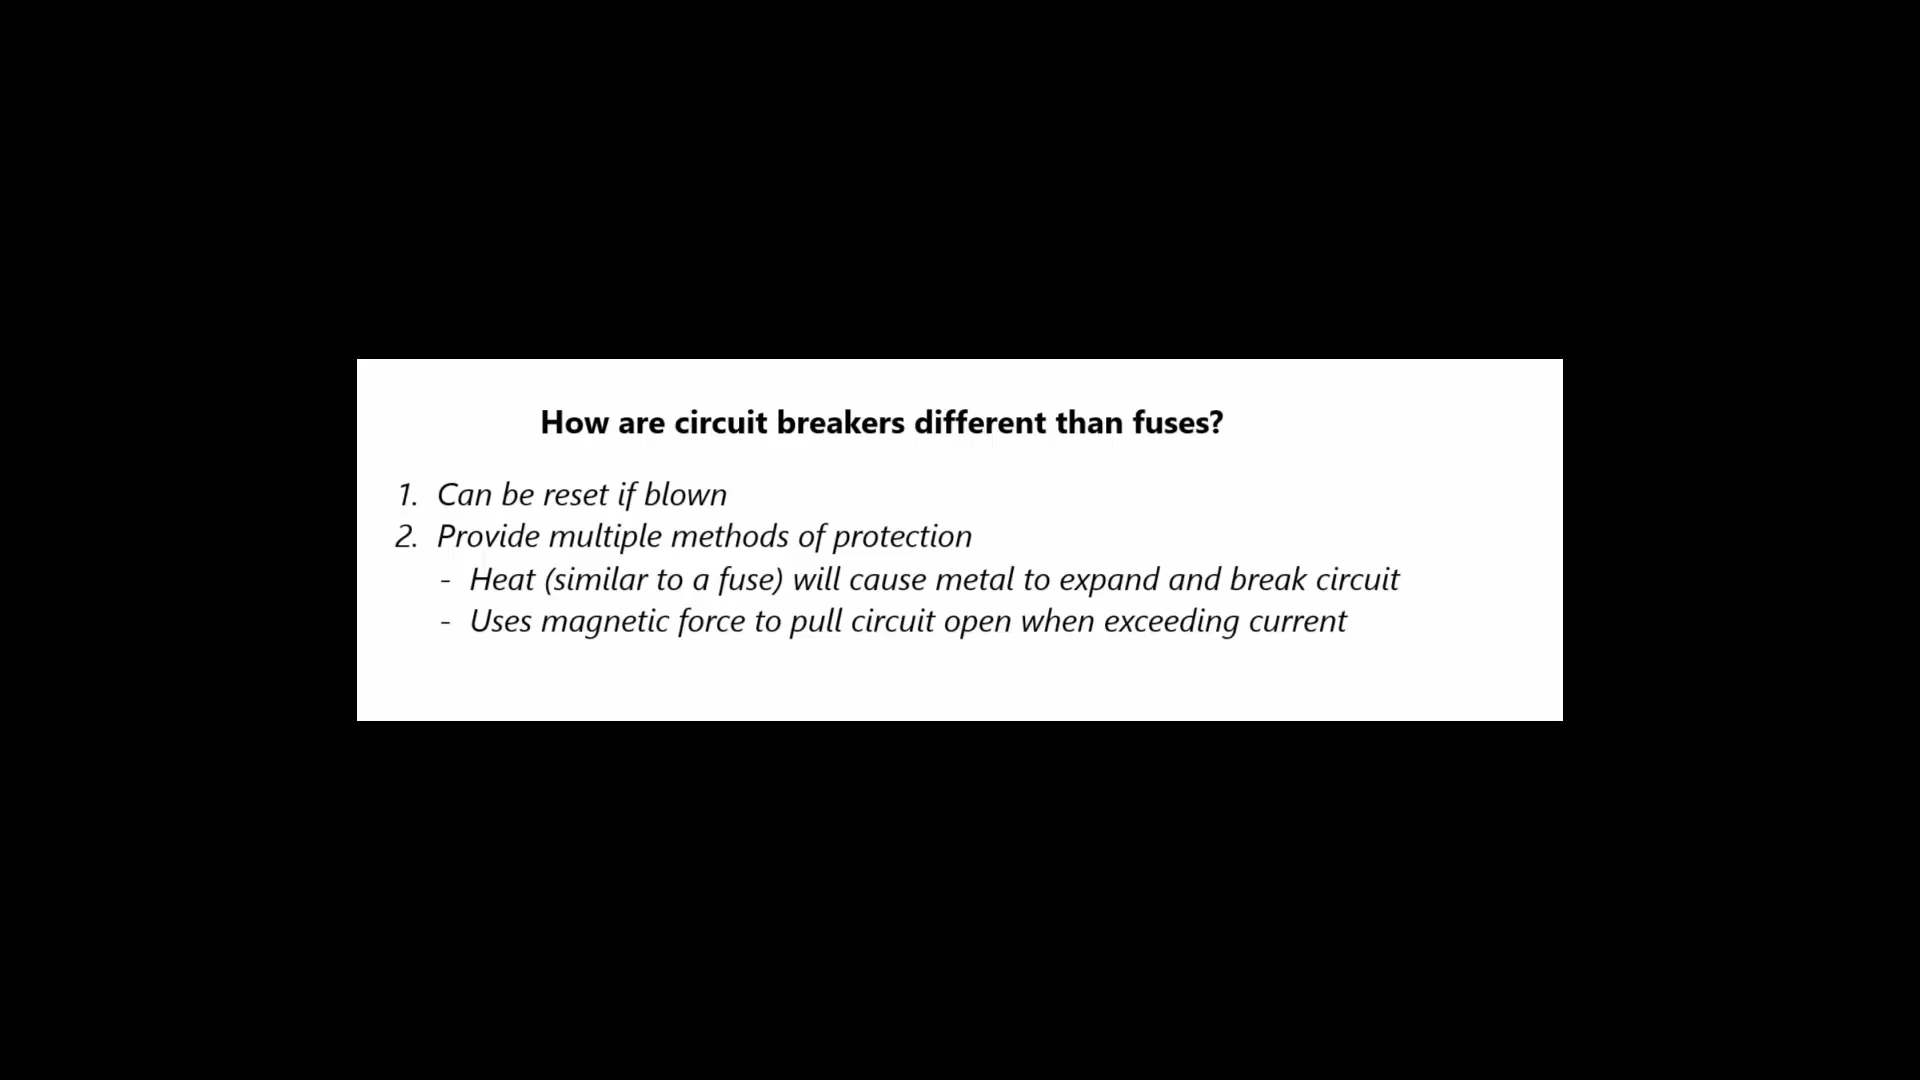 How are circuit breakers different than fuses?
1. Can be reset if blown
2. Provide multiple methods of protection
- Heat (similar to a fuse) will cause metal to expand and break circuit
- Uses magnetic force to pull circuit open when exceeding current